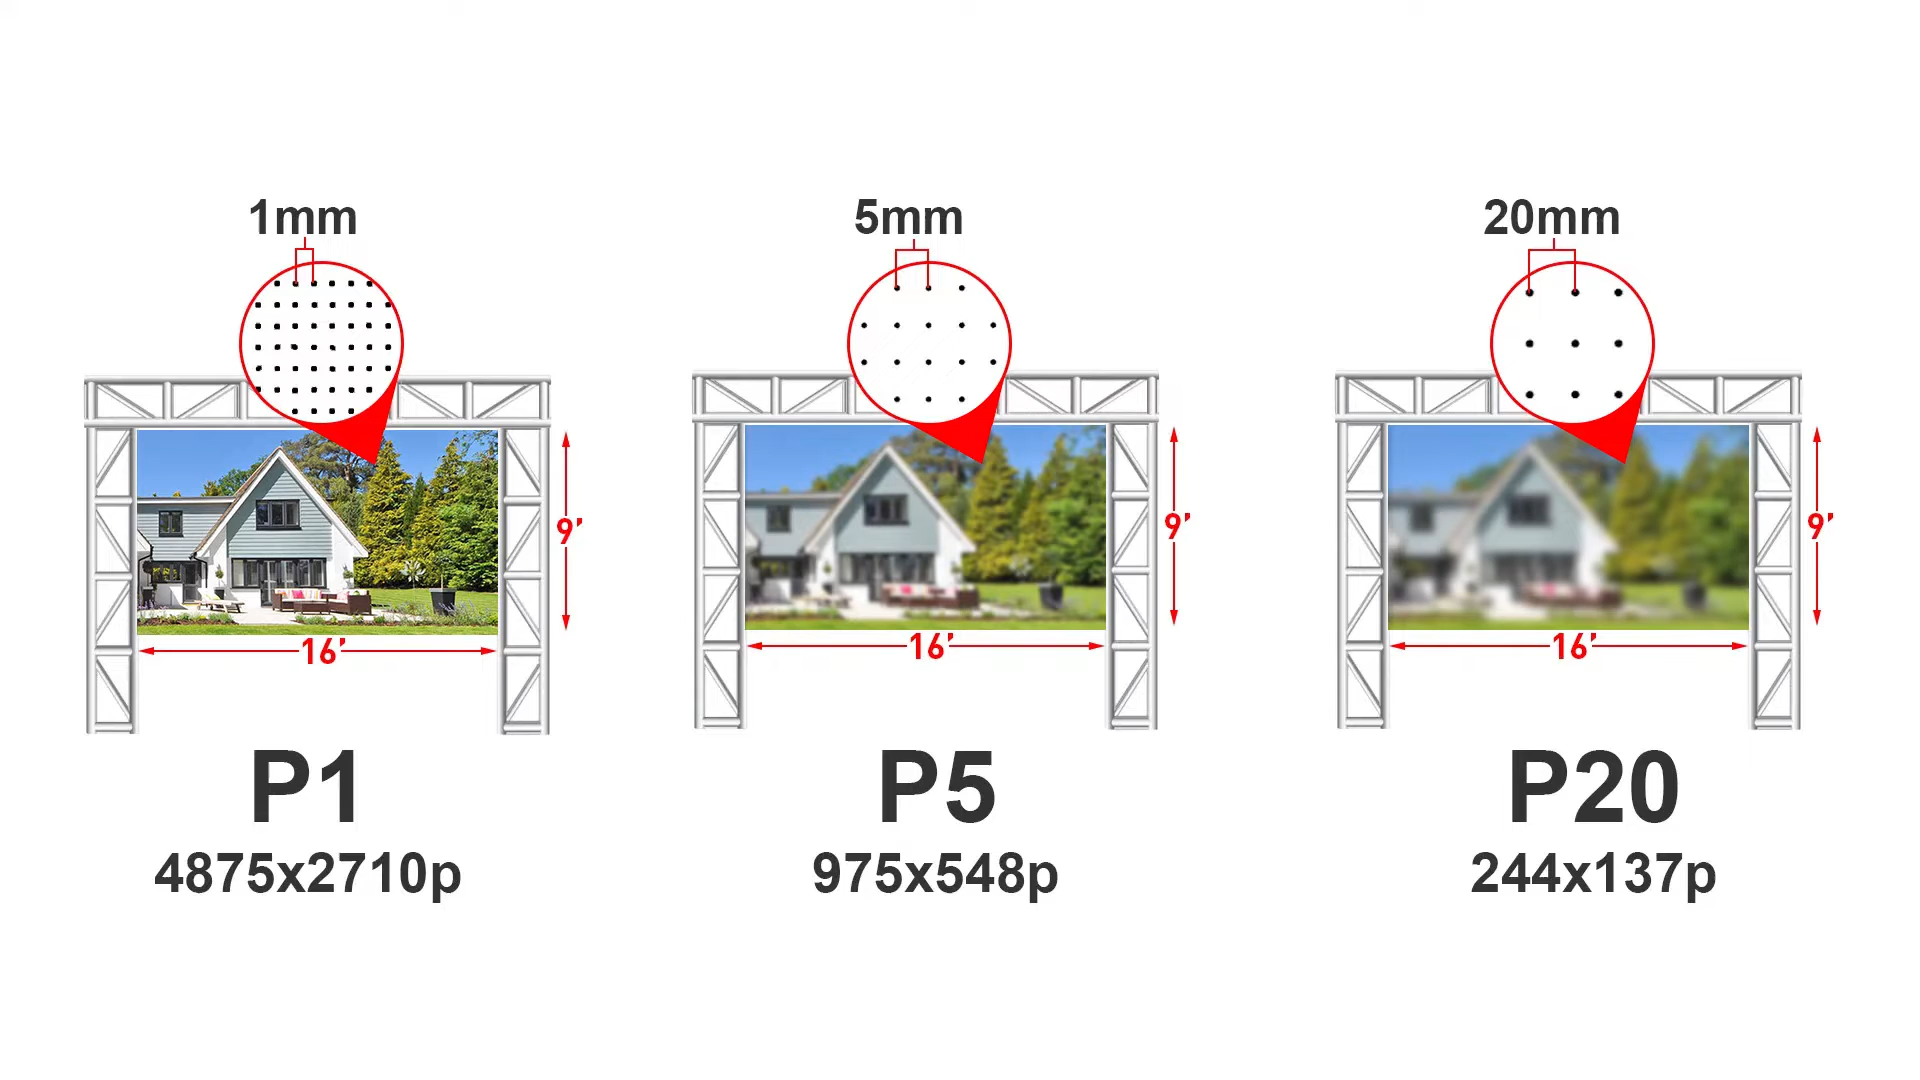 1mm
5mm
20mm
9’
16’
9’
16’
9’
16’
P1
P5
P20
4875x2710p
975x548p
244x137p